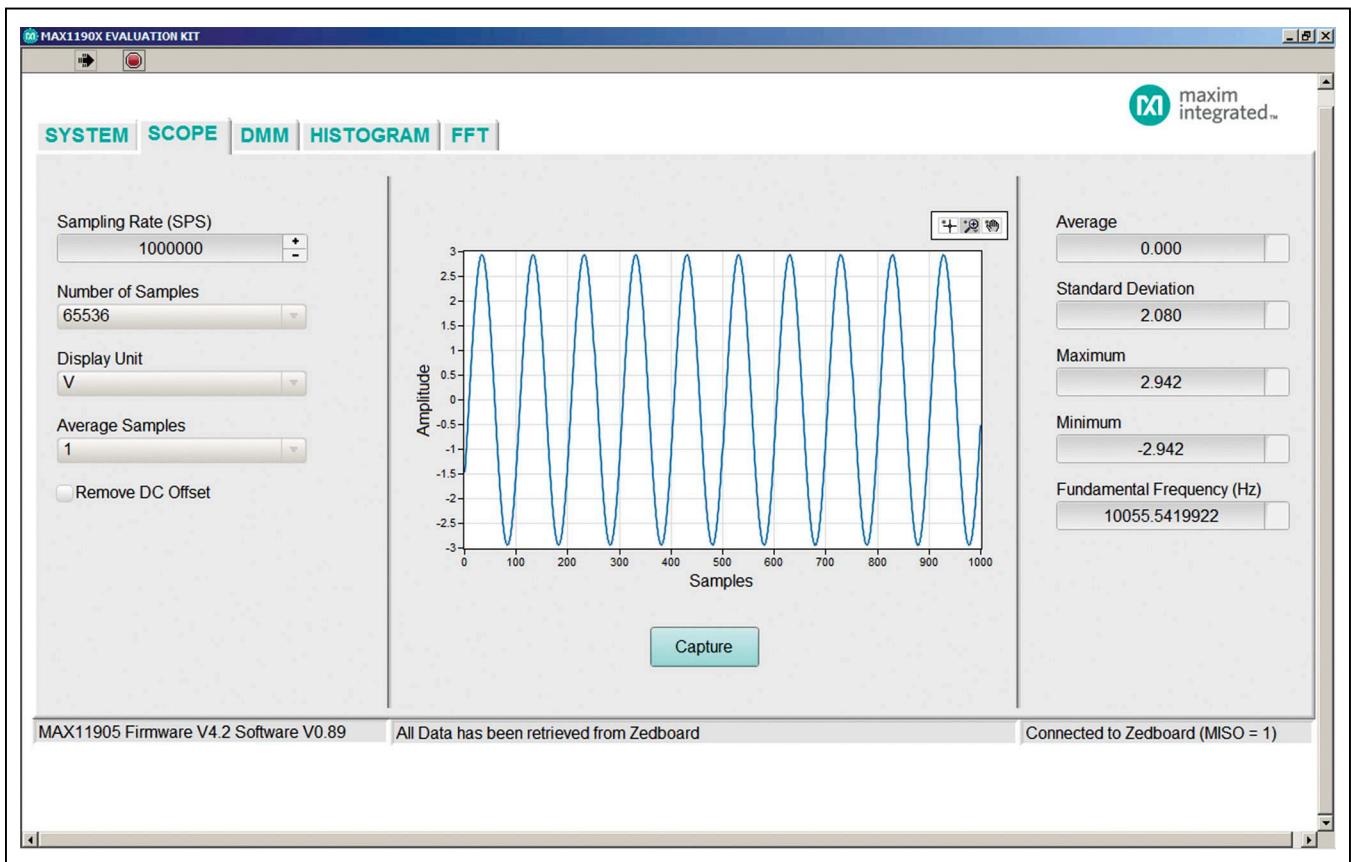 MAX1190X EVALUATION KIT
maxim
integrated™
SYSTEM SCOPE DMM HISTOGRAM FFT
Sampling Rate (SPS)
1000000
Number of Samples
65536
Display Unit
V
Average Samples
1
Remove DC Offset
Amplitude
3
2.5
2
1.5
1
0.5
0
-0.5
-1
-1.5
-2
-2.5
-3
0 100 200 300 400 500 600 700 800 900 1000
Samples
Capture
Average
0.000
Standard Deviation
2.080
Maximum
2.942
Minimum
-2.942
Fundamental Frequency (Hz)
10055.5419922
MAX11905 Firmware V4.2 Software V0.89
All Data has been retrieved from Zedboard
Connected to Zedboard (MISO = 1)